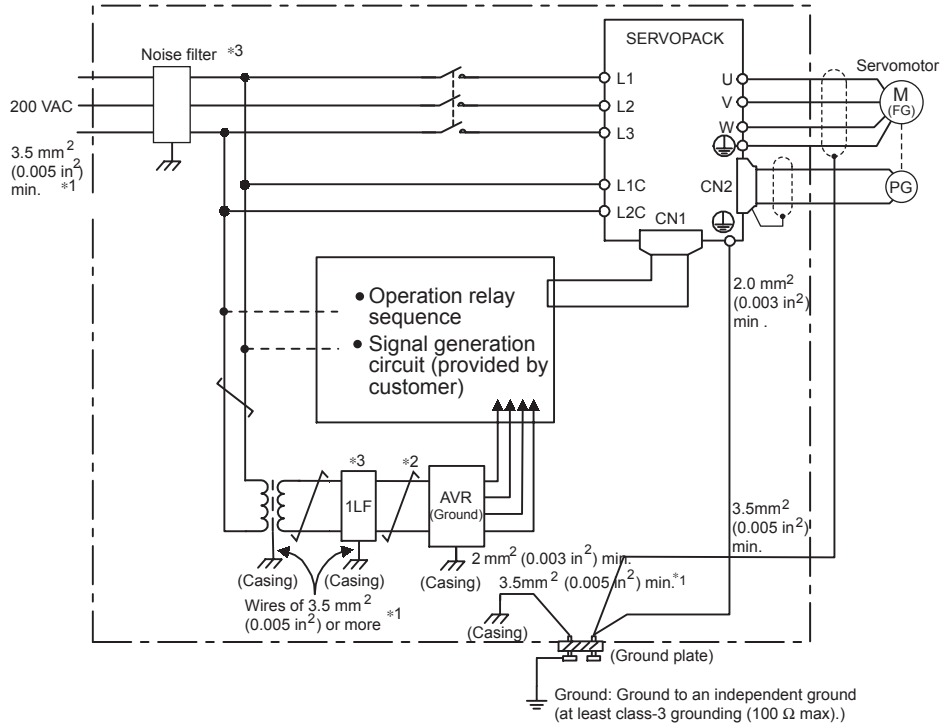 Noise filter *3
SERVOPACK
Servomotor
200 VAC
3.5 mm2
(0.005 in2)
min. *1
L1
L2
L3
L1C
L2C
U
V
W
M
(FG)
CN2
PG
CN1
2.0 mm2
(0.003 in2)
min .
• Operation relay
sequence
• Signal generation
circuit (provided by
customer)
*3
*2
1LF
AVR
(Ground)
3.5mm2
(0.005 in2)
min.
(Casing)
(Casing)
(Casing)
2 mm2 (0.003 in2) min.
3.5mm2 (0.005 in2) min.*1
Wires of 3.5 mm2
(0.005 in2) or more *1
(Casing)
(Ground plate)
Ground: Ground to an independent ground
(at least class-3 grounding (100 Ω max).)